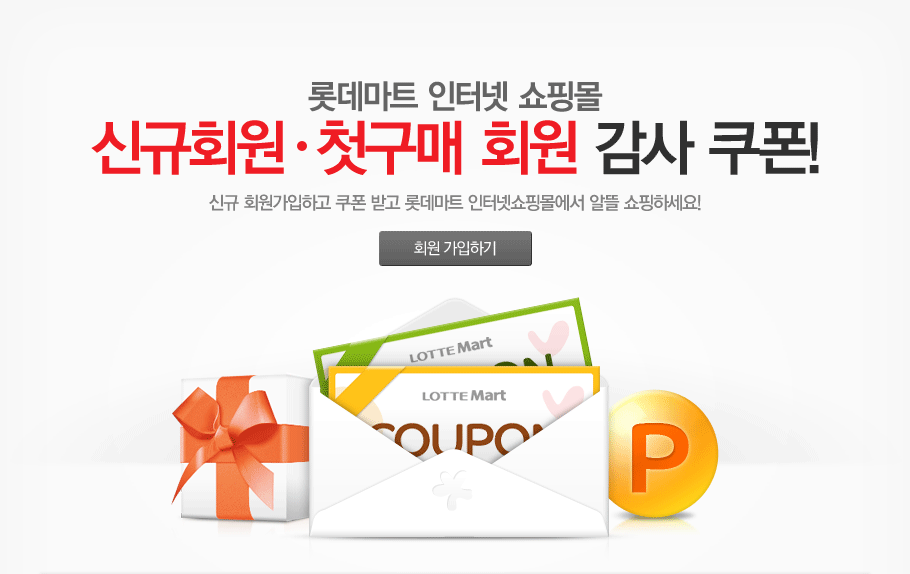 롯데마트 인터넷 쇼핑몰
신규회원·첫구매 회원 감사 쿠폰!
신규 회원가입하고 쿠폰 받고 롯데마트 인터넷쇼핑몰에서 알뜰 쇼핑하세요!
회원 가입하기
LOTTE Mart
LOTTE Mart
COUPON
P